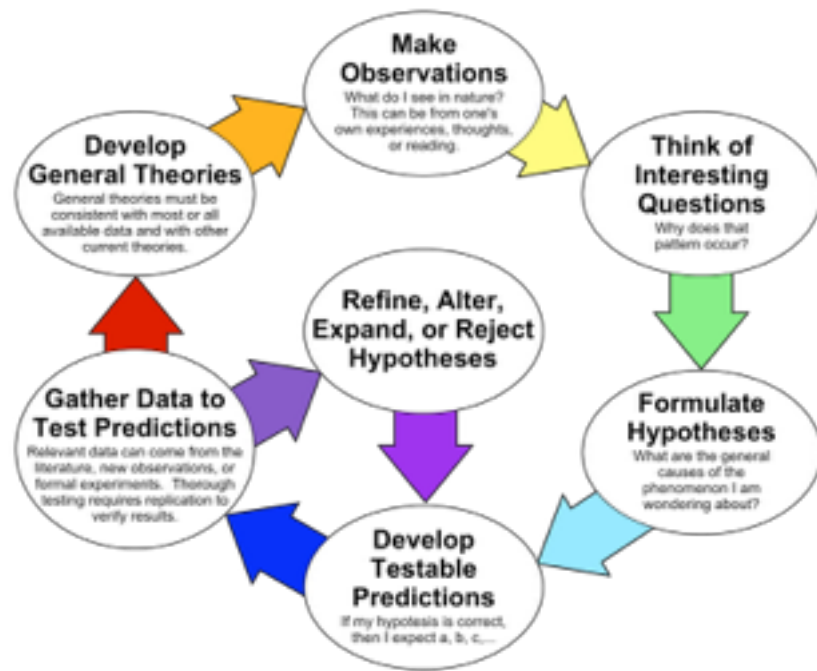 Make
Observations
What do I see in nature?
This can be from one's
own experiences, thoughts,
or reading.
Think of
Interesting
Questions
Why does that
pattern occur?
Formulate
Hypotheses
What are the general
causes of the
phenomenon I am
wondering about?
Develop
Testable
Predictions
If my hypotesis is correct,
then I expect a, b, c,...
Gather Data to
Test Predictions
Relevant data can come from the
literature, new observations, or
formal experiments. Thorough
testing requires replication to
verify results.
Refine, Alter,
Expand, or Reject
Hypotheses
Develop
General Theories
General theories must be
consistent with most or all
available data and with other
current theories.